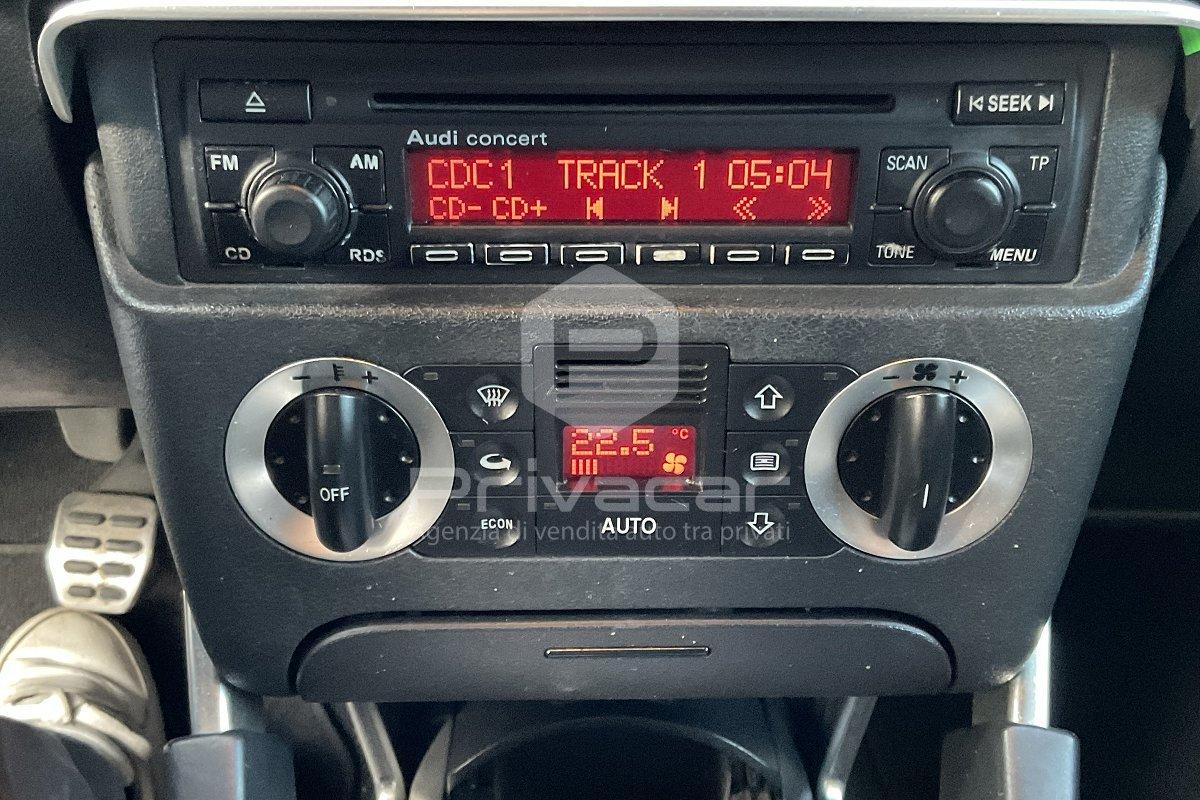 SEEK
Audi concert
FM AM
CDC1 TRACK 1 05:04
CD- CD+
SCAN TP
CD RDS
TONE MENU
- +
- +
22.5 °C
OFF
ECON
AUTO
Privacar
agenzia di vendita auto tra privati